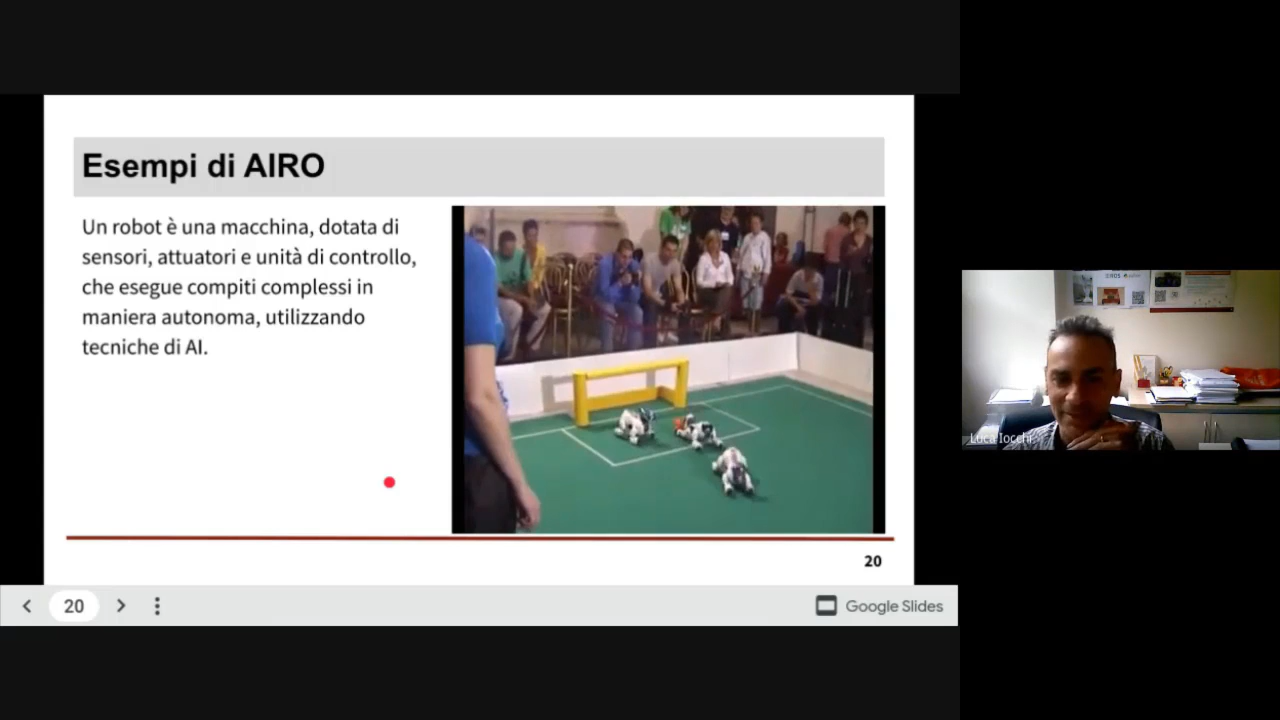 Esempi di AIRO
Un robot è una macchina, dotata di
sensori, attuatori e unità di controllo,
che esegue compiti complessi in
maniera autonoma, utilizzando
tecniche di AI.
20
20
Google Slides
Luca Iocchi